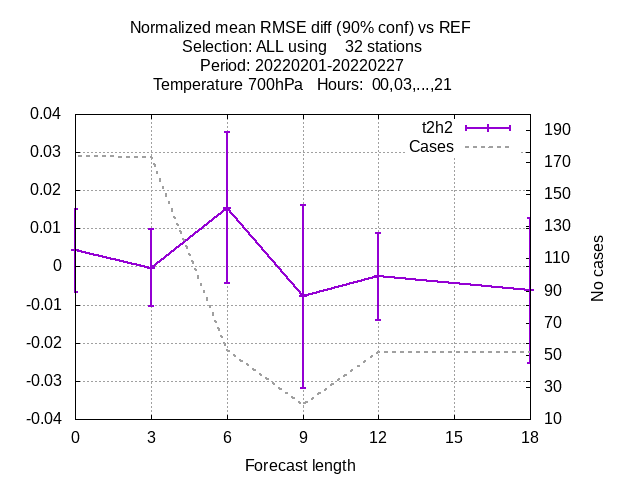 Normalized mean RMSE diff (90% conf) vs REF
Selection: ALL using    32 stations
Period: 20220201-20220227
Temperature 700hPa   Hours:  00,03,...,21
t2h2
Cases
0.04
0.03
0.02
0.01
0
-0.01
-0.02
-0.03
-0.04
190
170
150
130
110
90
70
50
30
10
No cases
0 3 6 9 12 15 18
Forecast length